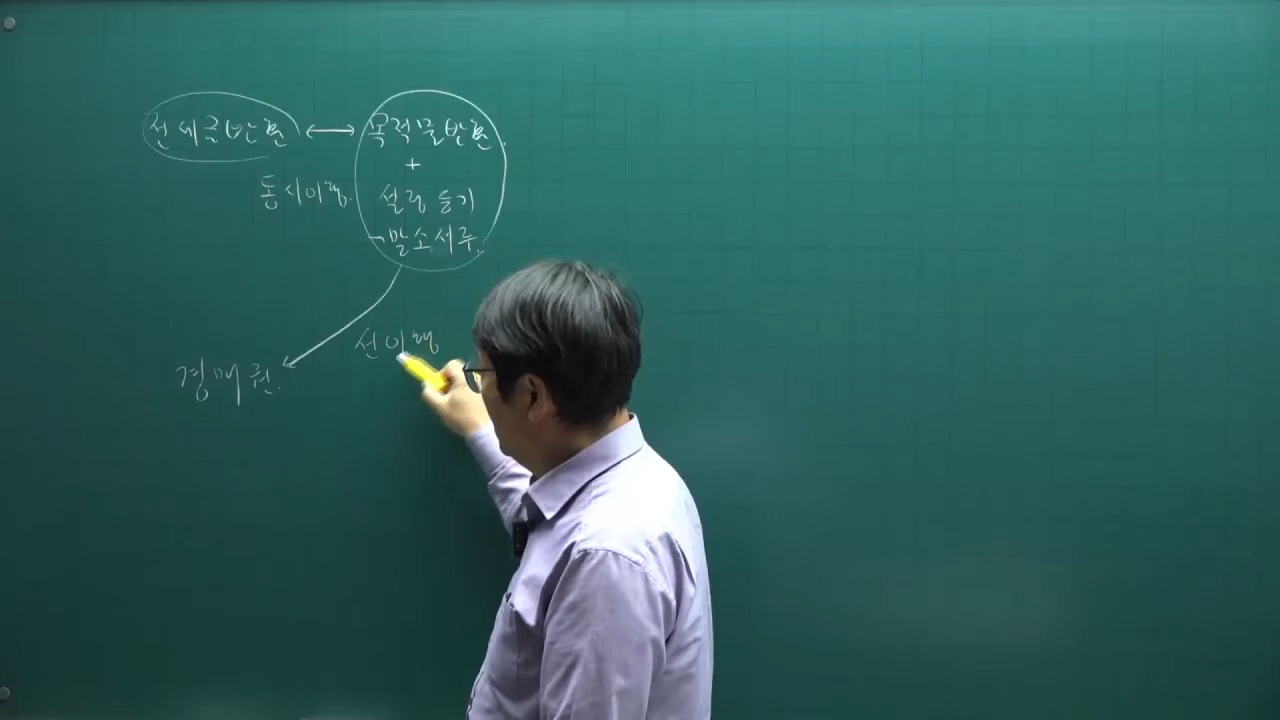 전세금반환 ↔ 목적물반환
+
동시이행. 설정 등기
말소서류.
선이행
경매권.